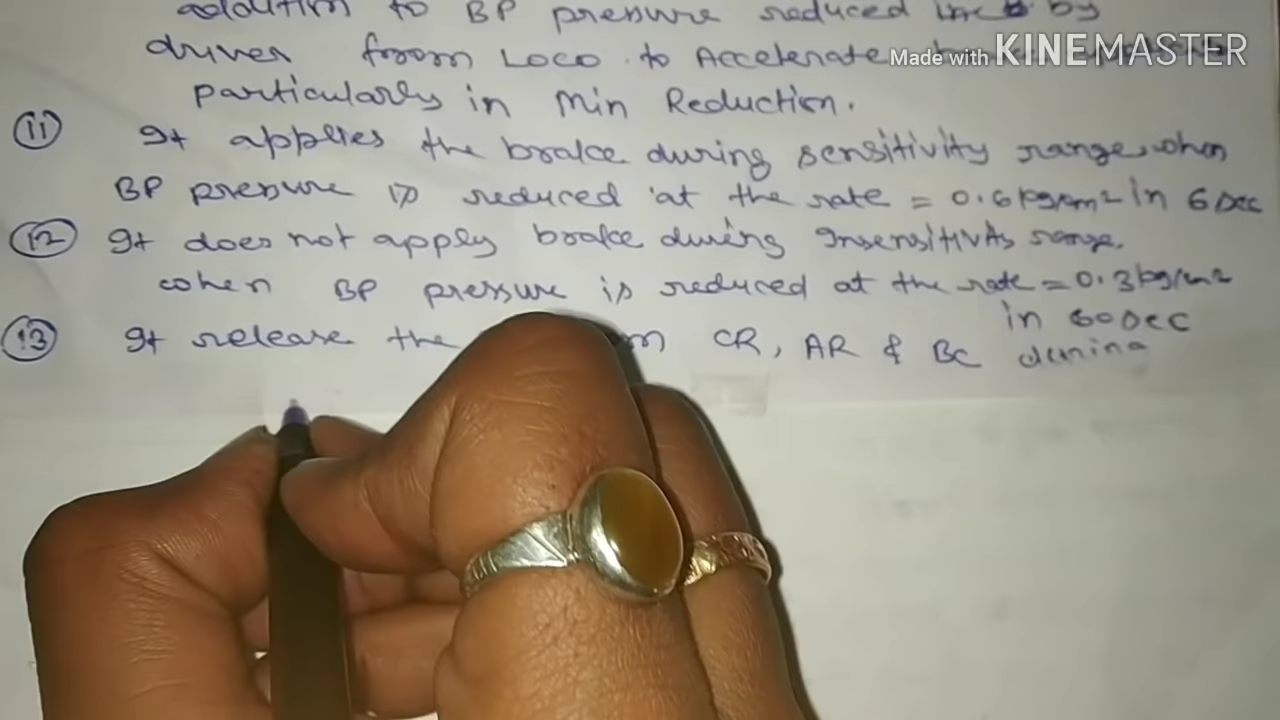 addition to BP pressure reduced by
driver from Loco to Accelerate
Made with KINEMASTER
particularly in Min Reduction.
11 It applies the brake during sensitivity range when
BP pressure is reduced at the rate = 0.6 kg/cm2 in 6 sec
12 It does not apply brake during Insensitivity range.
when BP pressure is reduced at the rate = 0.3 kg/cm2
in 60 sec
13 It release the CR, AR & BC during